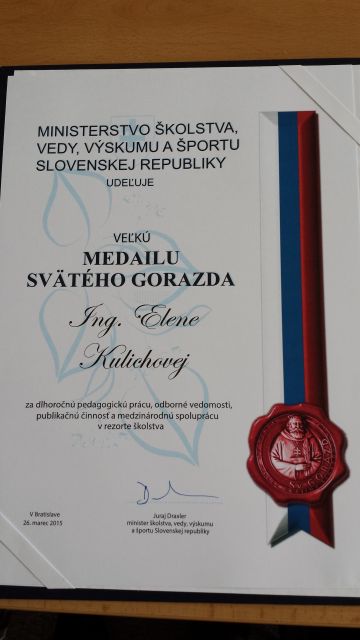 MINISTERSTVO ŠKOLSTVA,
VEDY, VÝSKUMU A ŠPORTU
SLOVENSKEJ REPUBLIKY
UDEĽUJE
VEĽKÚ
MEDAILU
SVÄTÉHO GORAZDA
Ing. Elene
Kulichovej
za dlhoročnú pedagogickú prácu, odborné vedomosti,
publikačnú činnosť a medzinárodnú spoluprácu
v rezorte školstva
V Bratislave
26. marec 2015
Juraj Draxler
minister školstva, vedy, výskumu
a športu Slovenskej republiky